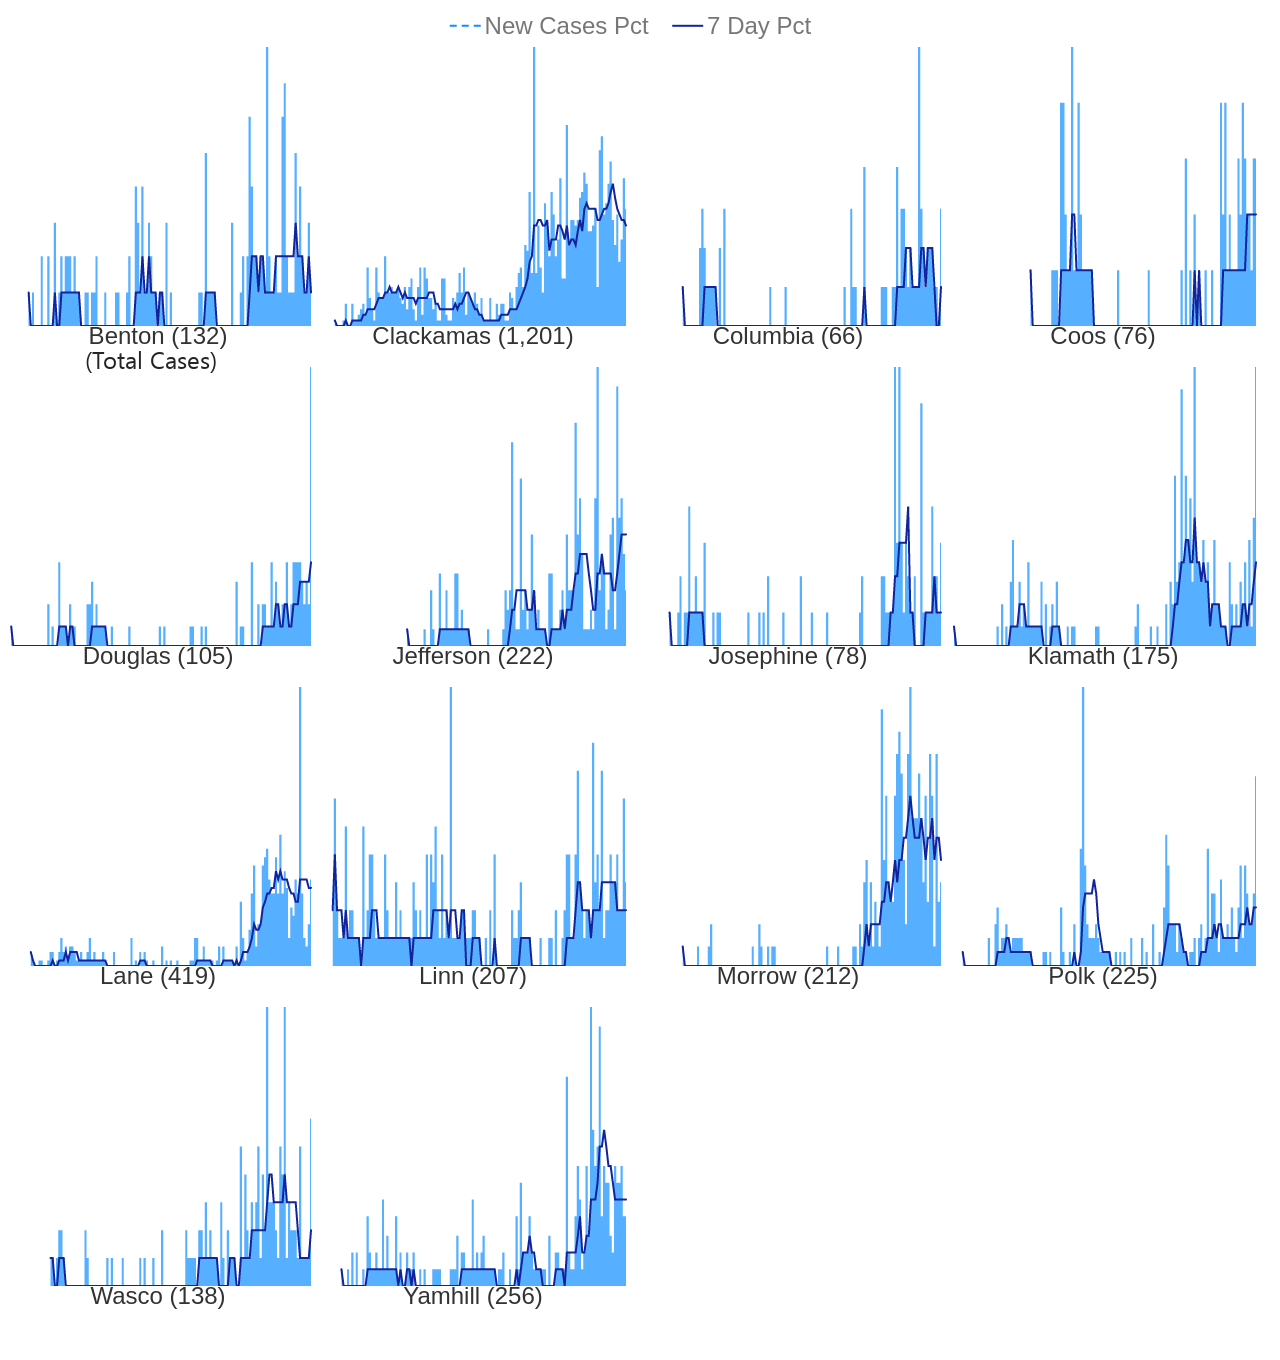 New Cases Pct 7 Day Pct
Benton (132) Clackamas (1,201) Columbia (66) Coos (76)
(Total Cases)
Douglas (105) Jefferson (222) Josephine (78) Klamath (175)
Lane (419) Linn (207) Morrow (212) Polk (225)
Wasco (138) Yamhill (256)